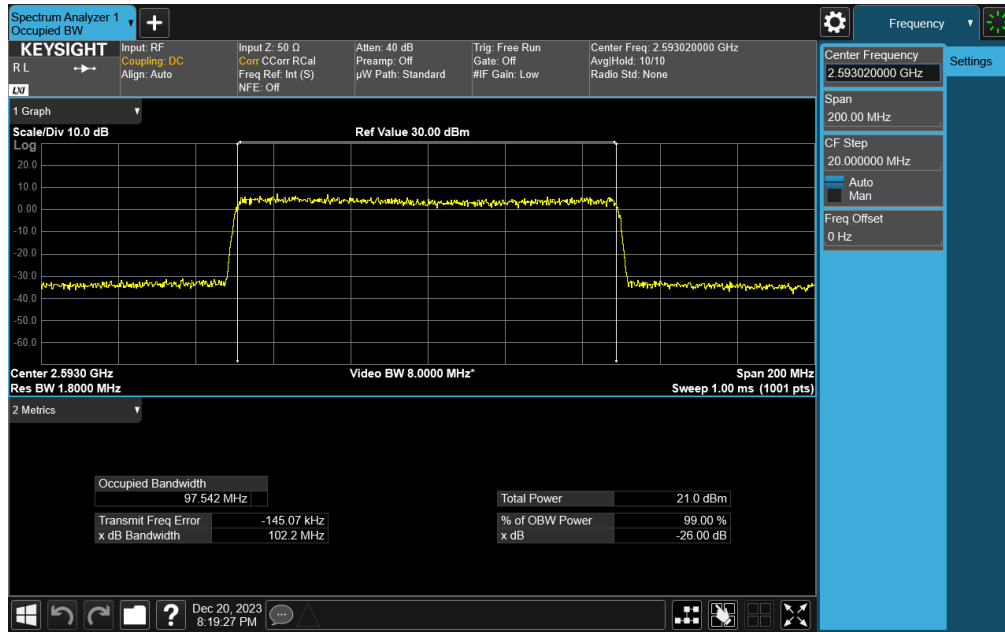 Spectrum Analyzer 1
Occupied BW
+
Frequency
KEYSIGHT
R L
LXI
Input: RF
Coupling: DC
Align: Auto
Input Z: 50 Ω
Corr CCorr RCal
Freq Ref: Int (S)
NFE: Off
Atten: 40 dB
Preamp: Off
µW Path: Standard
Trig: Free Run
Gate: Off
#IF Gain: Low
Center Freq: 2.593020000 GHz
Avg|Hold: 10/10
Radio Std: None
Center Frequency
2.593020000 GHz
Settings
Span
200.00 MHz
CF Step
20.000000 MHz
Auto
Man
Freq Offset
0 Hz
1 Graph
Scale/Div 10.0 dB
Ref Value 30.00 dBm
Log
20.0
10.0
0.00
-10.0
-20.0
-30.0
-40.0
-50.0
-60.0
Center 2.5930 GHz
Video BW 8.0000 MHz*
Span 200 MHz
Res BW 1.8000 MHz
Sweep 1.00 ms (1001 pts)
2 Metrics
Occupied Bandwidth
97.542 MHz
Total Power 21.0 dBm
Transmit Freq Error -145.07 kHz
% of OBW Power 99.00 %
x dB Bandwidth 102.2 MHz
x dB -26.00 dB
?
Dec 20, 2023
8:19:27 PM